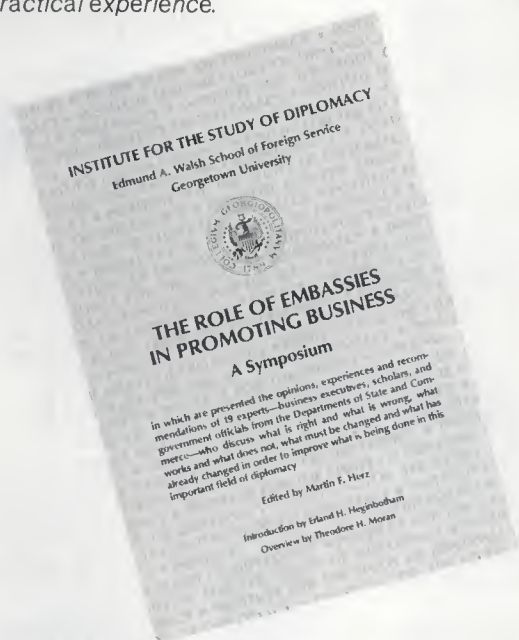 ractical experience.
INSTITUTE FOR THE STUDY OF DIPLOMACY
Edmund A. Walsh School of Foreign Service
Georgetown University
COLLEGIUM GEORGIOPOLITANUM
THE ROLE OF EMBASSIES
IN PROMOTING BUSINESS
A Symposium
in which are presented the opinions, experiences and recom-
mendations of 19 experts—business executives, scholars, and
government officials from the Departments of State and Com-
merce—who discuss what is right and what is wrong, what
works and what does not, what must be changed and what has
already changed in order to improve what is being done in this
important field of diplomacy
Edited by Martin F. Herz
Introduction by Erland H. Heginbotham
Overview by Theodore H. Moran